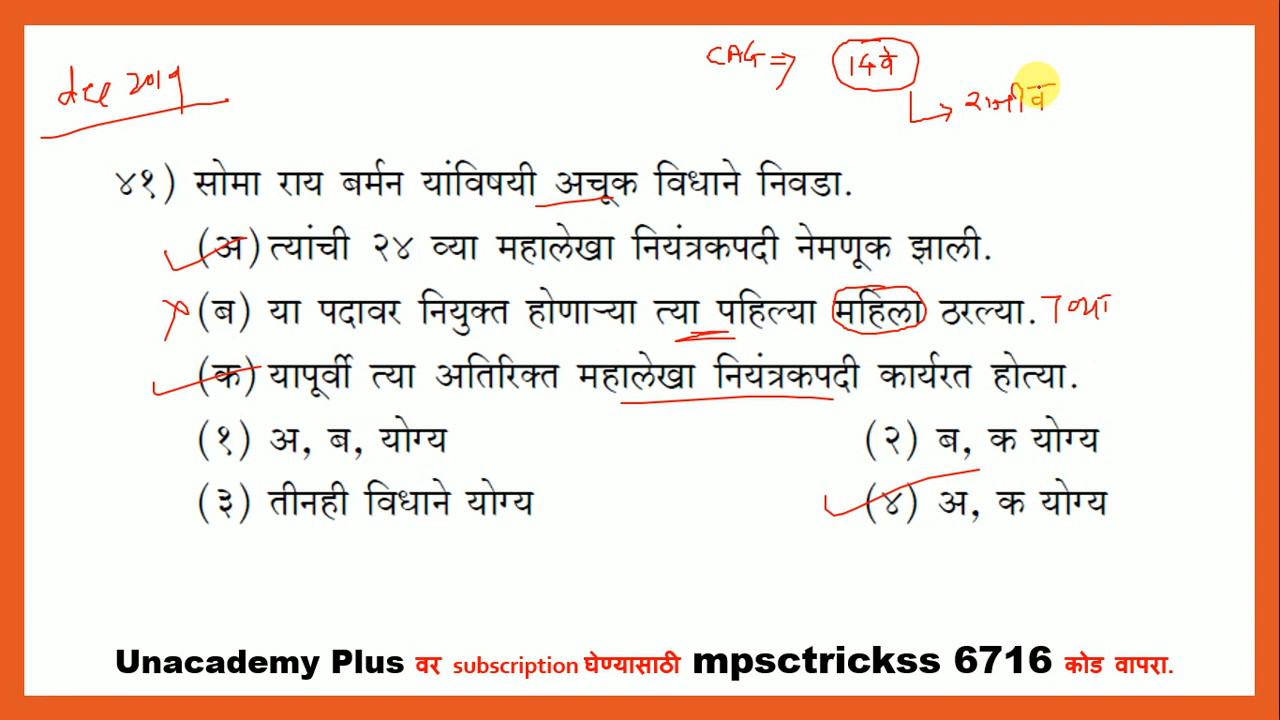 dec 2019
CAG ⇒ 14वे
↳ राजीव
४१) सोमा राय बर्मन यांविषयी अचूक विधाने निवडा.
(अ) त्यांची २४ व्या महालेखा नियंत्रकपदी नेमणूक झाली.
(ब) या पदावर नियुक्त होणाऱ्या त्या पहिल्या महिला ठरल्या. 7 व्या
(क) यापूर्वी त्या अतिरिक्त महालेखा नियंत्रकपदी कार्यरत होत्या.
(१) अ, ब, योग्य (२) ब, क योग्य
(३) तीनही विधाने योग्य (४) अ, क योग्य
Unacademy Plus वर subscription घेण्यासाठी mpsctrickss 6716 कोड वापरा.